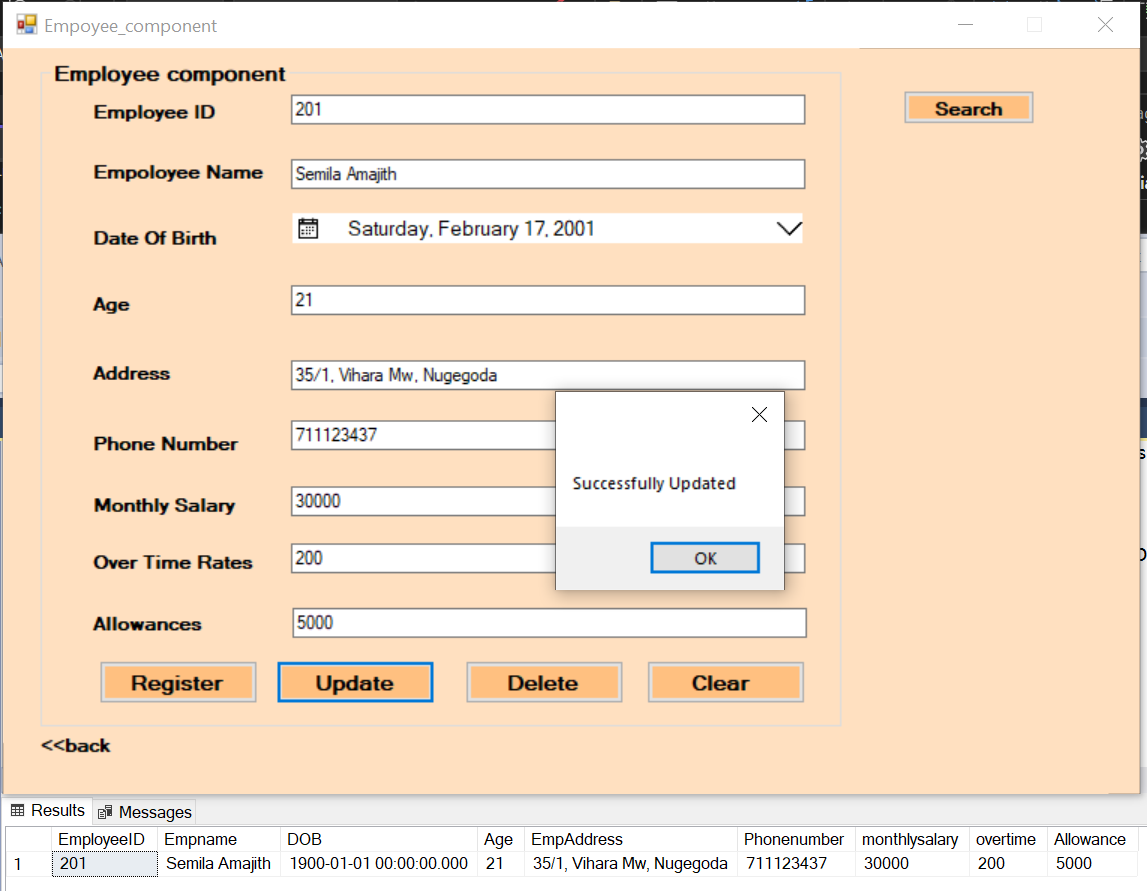 Empoyee_component
Employee component
Employee ID 201
Search
Empoloyee Name Semila Amajith
Date Of Birth Saturday, February 17, 2001
Age 21
Address 35/1, Vihara Mw, Nugegoda
Phone Number 711123437
Successfully Updated
Monthly Salary 30000
Over Time Rates 200
OK
Allowances 5000
Register Update Delete Clear
<<back
Results Messages
EmployeeID Empname DOB Age EmpAddress Phonenumber monthlysalary overtime Allowance
1 201 Semila Amajith 1900-01-01 00:00:00.000 21 35/1, Vihara Mw, Nugegoda 711123437 30000 200 5000